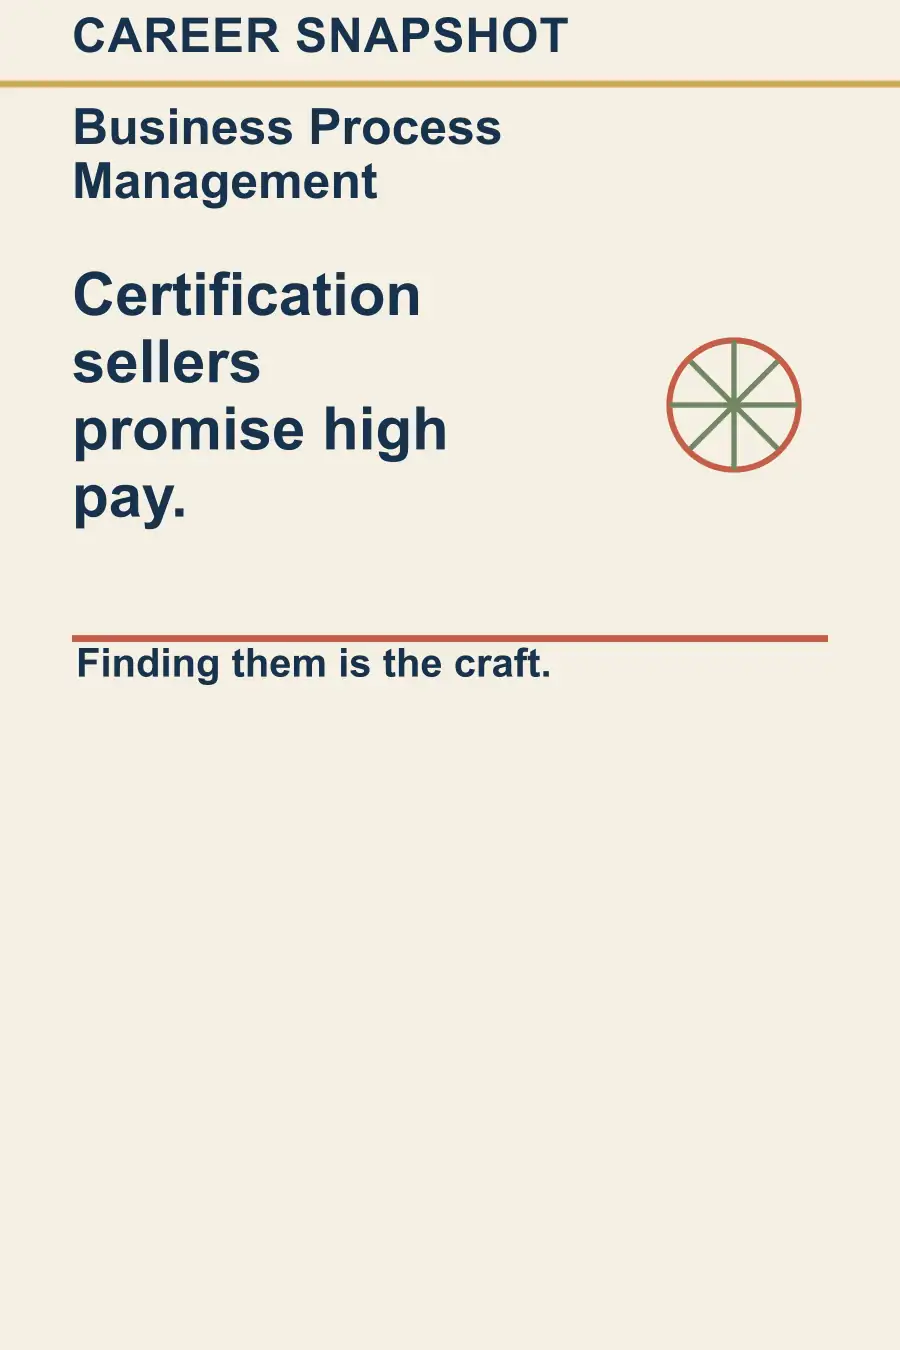 CAREER SNAPSHOT
Business Process
Management
Certification
sellers
promise high
pay.
Finding them is the craft.